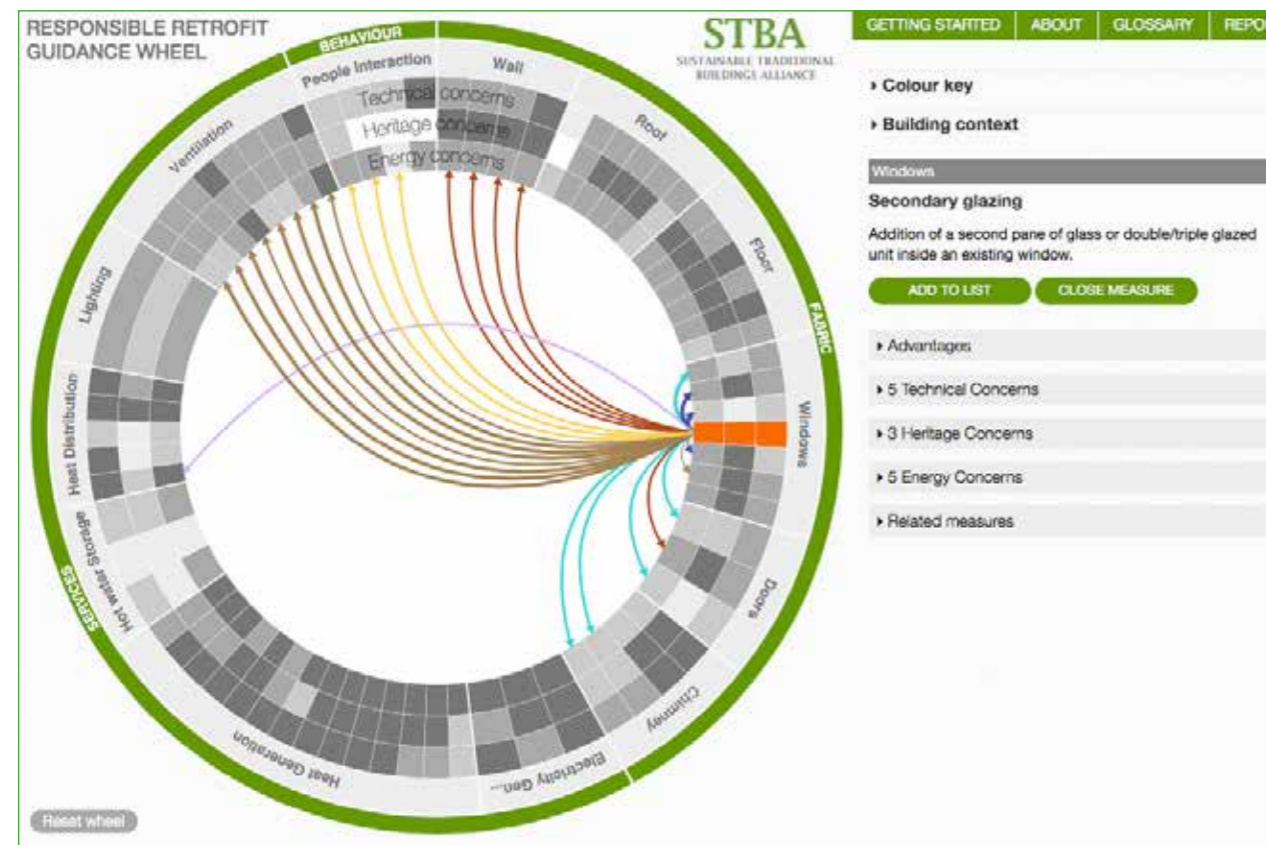 RESPONSIBLE RETROFIT
GUIDANCE WHEEL
STBA
SUSTAINABLE TRADITIONAL
BUILDINGS ALLIANCE
GETTING STARTED
ABOUT
GLOSSARY
REPO
BEHAVIOUR
People Interaction
Wall
Roof
Floor
FABRIC
Windows
Doors
Chimney
Electricity Gen...
Heat Generation
Hot water Storage
SERVICES
Heat Distribution
Lighting
Ventilation
Technical concerns
Heritage concerns
Energy concerns
Colour key
Building context
Windows
Secondary glazing
Addition of a second pane of glass or double/triple glazed
unit inside an existing window.
ADD TO LIST
CLOSE MEASURE
Advantages
5 Technical Concerns
3 Heritage Concerns
5 Energy Concerns
Related measures
Reset wheel